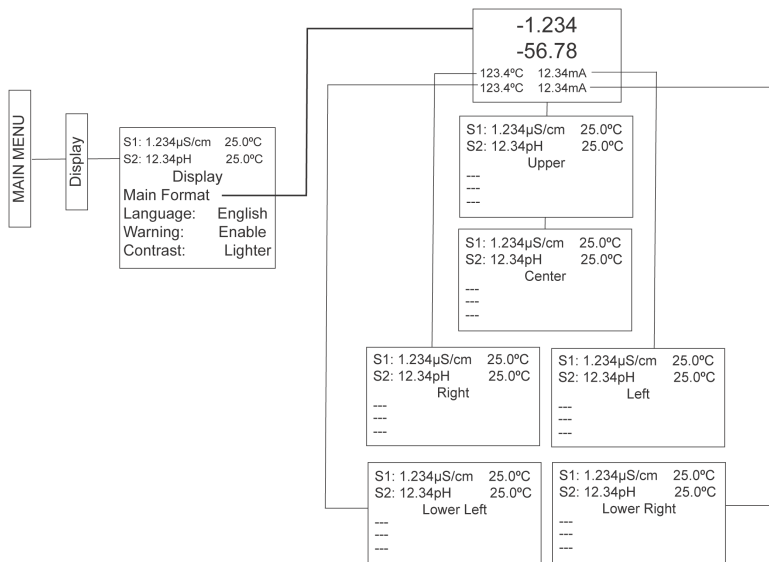 MAIN MENU
Display
S1: 1.234µS/cm 25.0ºC
S2: 12.34pH 25.0ºC
Display
Main Format
Language: English
Warning: Enable
Contrast: Lighter
-1.234
-56.78
123.4ºC 12.34mA
123.4ºC 12.34mA
S1: 1.234µS/cm 25.0ºC
S2: 12.34pH 25.0ºC
Upper
---
---
---
S1: 1.234µS/cm 25.0ºC
S2: 12.34pH 25.0ºC
Center
---
---
---
S1: 1.234µS/cm 25.0ºC
S2: 12.34pH 25.0ºC
Right
---
---
---
S1: 1.234µS/cm 25.0ºC
S2: 12.34pH 25.0ºC
Left
---
---
---
S1: 1.234µS/cm 25.0ºC
S2: 12.34pH 25.0ºC
Lower Left
---
---
---
S1: 1.234µS/cm 25.0ºC
S2: 12.34pH 25.0ºC
Lower Right
---
---
---